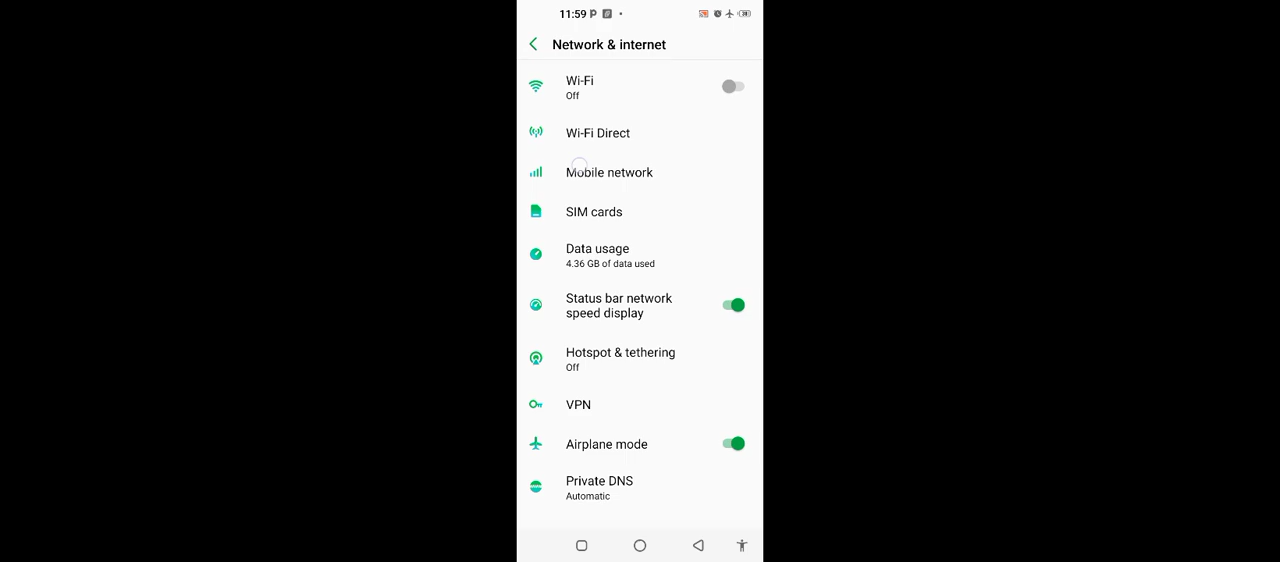 11:59
Network & internet
Wi-Fi
Off
Wi-Fi Direct
Mobile network
SIM cards
Data usage
4.36 GB of data used
Status bar network
speed display
Hotspot & tethering
Off
VPN
Airplane mode
Private DNS
Automatic